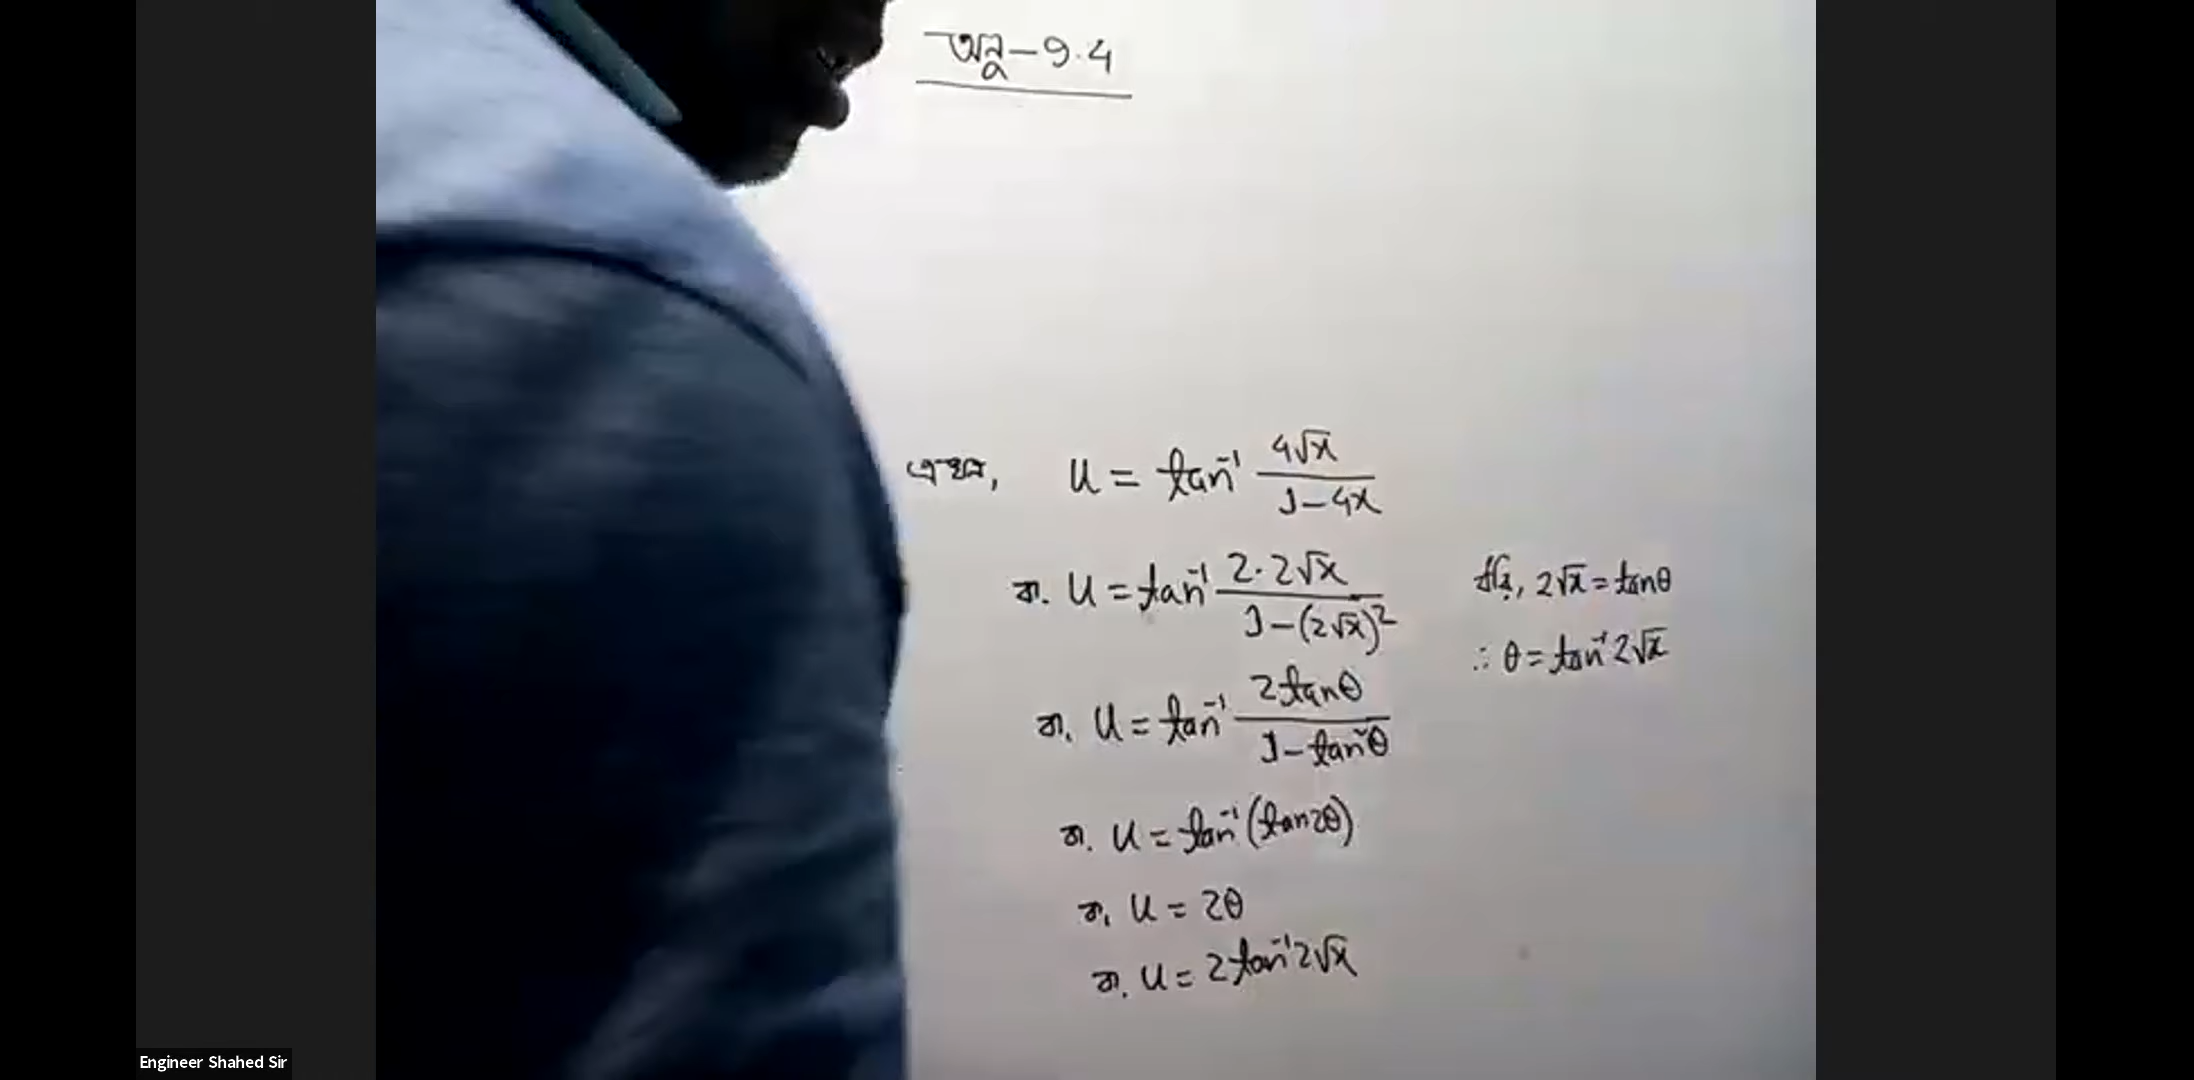 অনু-9.4
এখন, u = tan⁻¹ 4√x / 1-4x
বা, u = tan⁻¹ 2·2√x / 1-(2√x)² ধরি, 2√x = tanθ
∴ θ = tan⁻¹ 2√x
বা, u = tan⁻¹ 2tanθ / 1-tan²θ
বা, u = tan⁻¹(tan2θ)
বা, u = 2θ
বা, u = 2tan⁻¹2√x
Engineer Shahed Sir